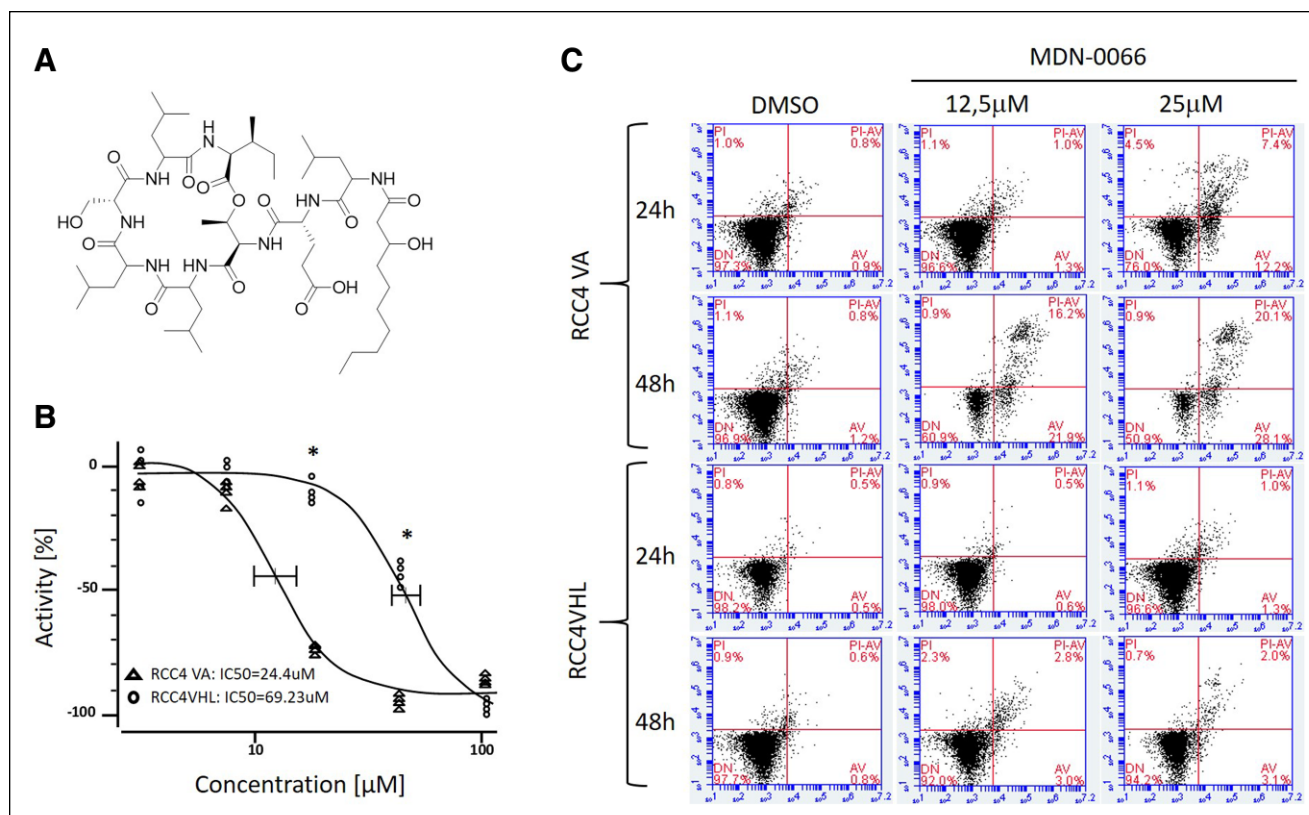 A
HN
O
O
NH
O
O
O
HN
O
HO
NH
O
NH
O
NH
O
NH
O
HN
O
NH
O
OH
O
OH
B
Activity [%]
0
-50
-100
*
*
RCC4 VA: IC50=24.4uM
RCC4VHL: IC50=69.23uM
10
100
Concentration [µM]
C
MDN-0066
DMSO
12,5µM
25µM
RCC4 VA
24h
PI
1.0%
PI-AV
0.8%
DN
97.3%
AV
0.9%
PI
1.1%
PI-AV
1.0%
DN
96.6%
AV
1.3%
PI
4.5%
PI-AV
7.4%
DN
76.0%
AV
12.2%
48h
PI
1.1%
PI-AV
0.8%
DN
96.9%
AV
1.2%
PI
0.9%
PI-AV
16.2%
DN
60.9%
AV
21.9%
PI
0.9%
PI-AV
20.1%
DN
50.9%
AV
28.1%
RCC4VHL
24h
PI
0.8%
PI-AV
0.5%
DN
98.2%
AV
0.5%
PI
0.9%
PI-AV
0.5%
DN
98.0%
AV
0.6%
PI
1.1%
PI-AV
1.0%
DN
96.6%
AV
1.3%
48h
PI
0.9%
PI-AV
0.6%
DN
97.7%
AV
0.8%
PI
2.3%
PI-AV
2.8%
DN
92.0%
AV
3.0%
PI
0.7%
PI-AV
2.0%
DN
94.2%
AV
3.1%